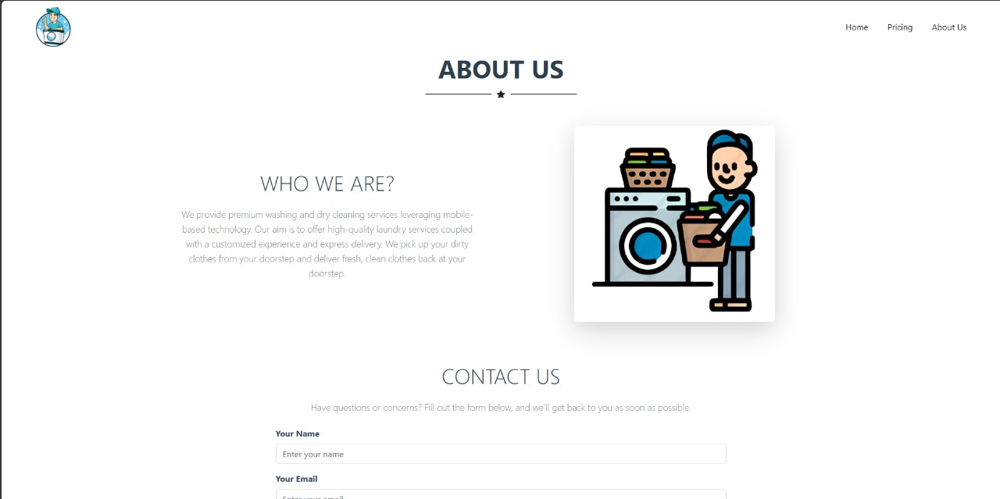 Home
Pricing
About Us
ABOUT US
WHO WE ARE?
We provide premium washing and dry cleaning services leveraging mobile-
based technology. Our aim is to offer high-quality laundry services coupled
with a customized experience and express delivery. We pick up your dirty
clothes from your doorstep and deliver fresh, clean clothes back at your
doorstep.
CONTACT US
Have questions or concerns? Fill out the form below, and we'll get back to you as soon as possible.
Your Name
Enter your name
Your Email
Enter your email